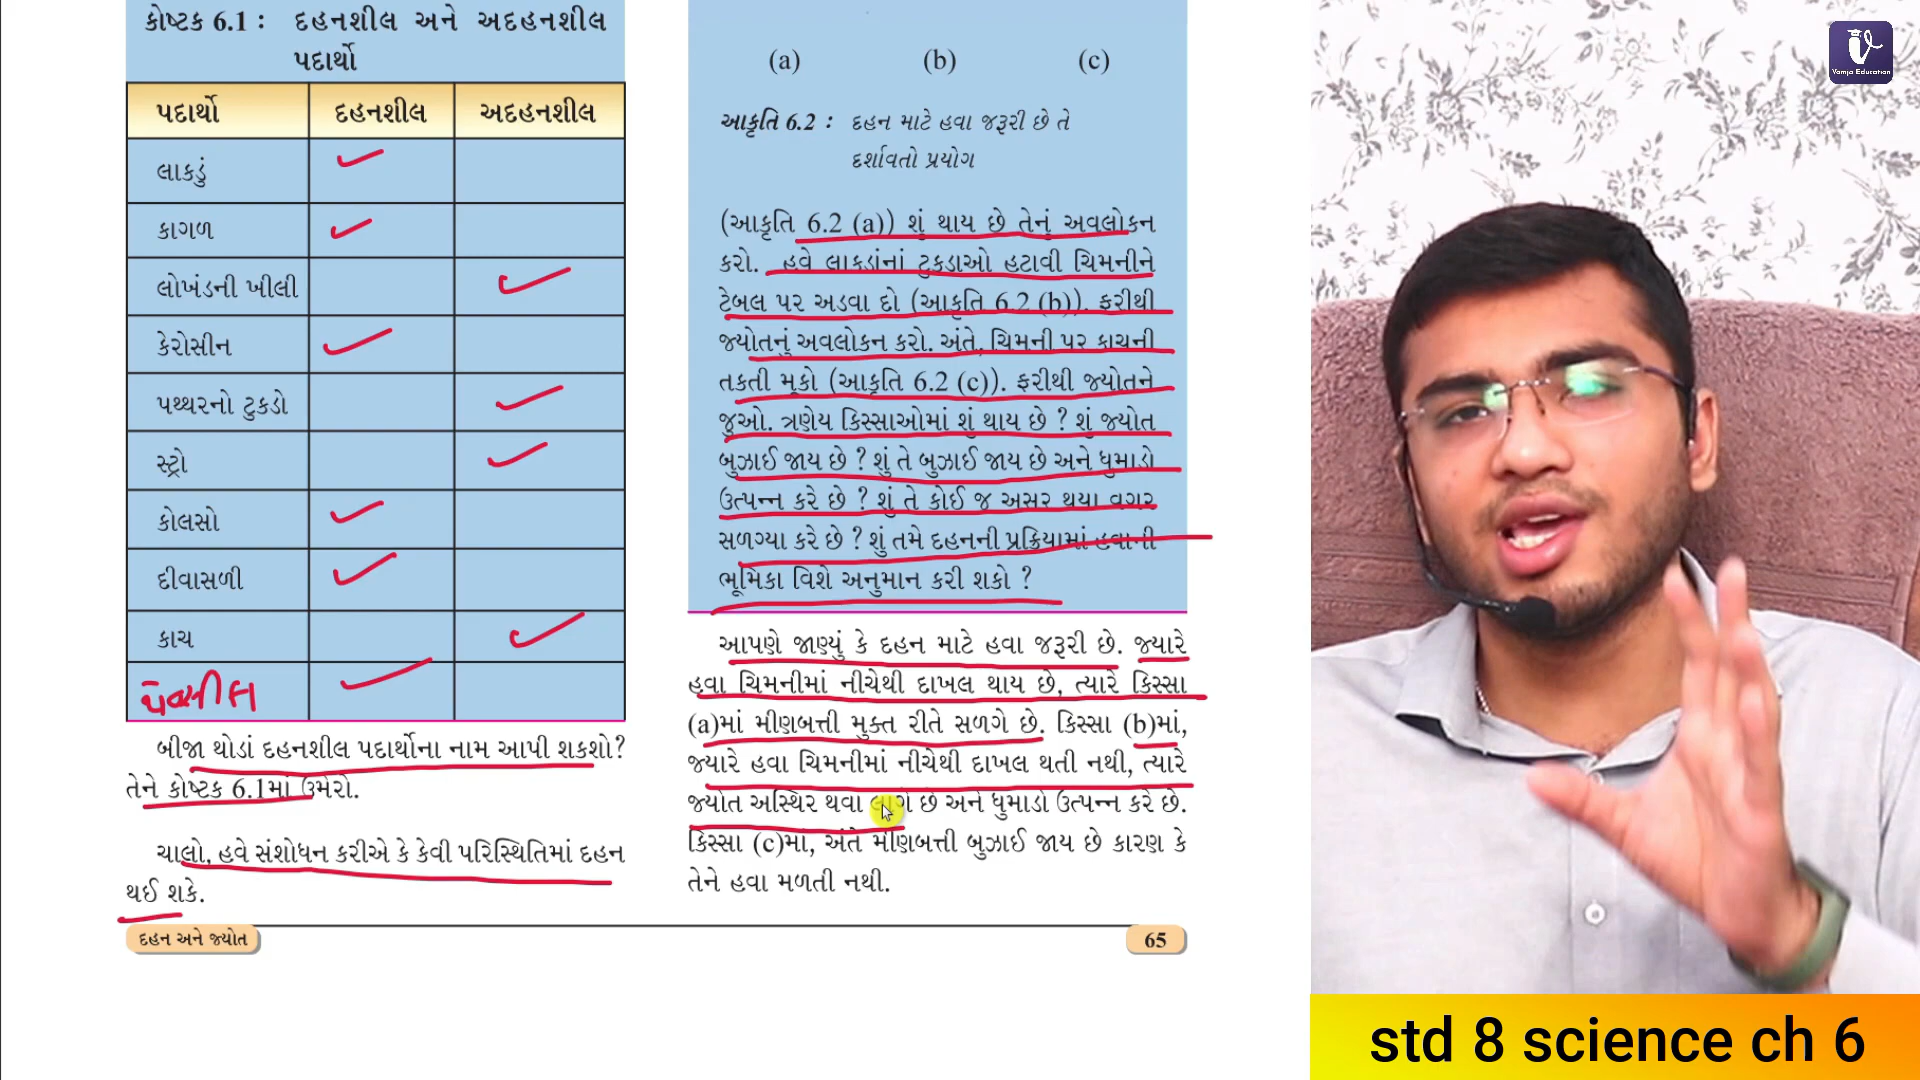 કોષ્ટક 6.1 : દહનશીલ અને અદહનશીલ
પદાર્થો
પદાર્થો દહનશીલ અદહનશીલ
લાકડું
કાગળ
લોખંડની ખીલી
કેરોસીન
પથ્થરનો ટુકડો
સ્ટ્રો
કોલસો
દીવાસળી
કાચ
બીજા થોડાં દહનશીલ પદાર્થોના નામ આપી શકશો?
તેને કોષ્ટક 6.1માં ઉમેરો.
ચાલો, હવે સંશોધન કરીએ કે કેવી પરિસ્થિતિમાં દહન
થઈ શકે.
દહન અને જ્યોત
(a) (b) (c)
આકૃતિ 6.2 : દહન માટે હવા જરૂરી છે તે
દર્શાવતો પ્રયોગ
(આકૃતિ 6.2 (a)) શું થાય છે તેનું અવલોકન
કરો. હવે લાકડાંનાં ટુકડાઓ હટાવી ચિમનીને
ટેબલ પર અડવા દો (આકૃતિ 6.2 (b)). ફરીથી
જ્યોતનું અવલોકન કરો. અંતે, ચિમની પર કાચની
તકતી મૂકો (આકૃતિ 6.2 (c)). ફરીથી જ્યોતને
જુઓ. ત્રણેય કિસ્સાઓમાં શું થાય છે ? શું જ્યોત
બુઝાઈ જાય છે ? શું તે બુઝાઈ જાય છે અને ધુમાડો
ઉત્પન્ન કરે છે ? શું તે કોઈ જ અસર થયા વગર
સળગ્યા કરે છે ? શું તમે દહનની પ્રક્રિયામાં હવાની
ભૂમિકા વિશે અનુમાન કરી શકો ?
આપણે જાણ્યું કે દહન માટે હવા જરૂરી છે. જ્યારે
હવા ચિમનીમાં નીચેથી દાખલ થાય છે, ત્યારે કિસ્સા
(a)માં મીણબત્તી મુક્ત રીતે સળગે છે. કિસ્સા (b)માં,
જ્યારે હવા ચિમનીમાં નીચેથી દાખલ થતી નથી, ત્યારે
જ્યોત અસ્થિર થવા લાગે છે અને ધુમાડો ઉત્પન્ન કરે છે.
કિસ્સા (c)માં, અંતે મીણબત્તી બુઝાઈ જાય છે કારણ કે
તેને હવા મળતી નથી.
65
Vamja Education
std 8 science ch 6